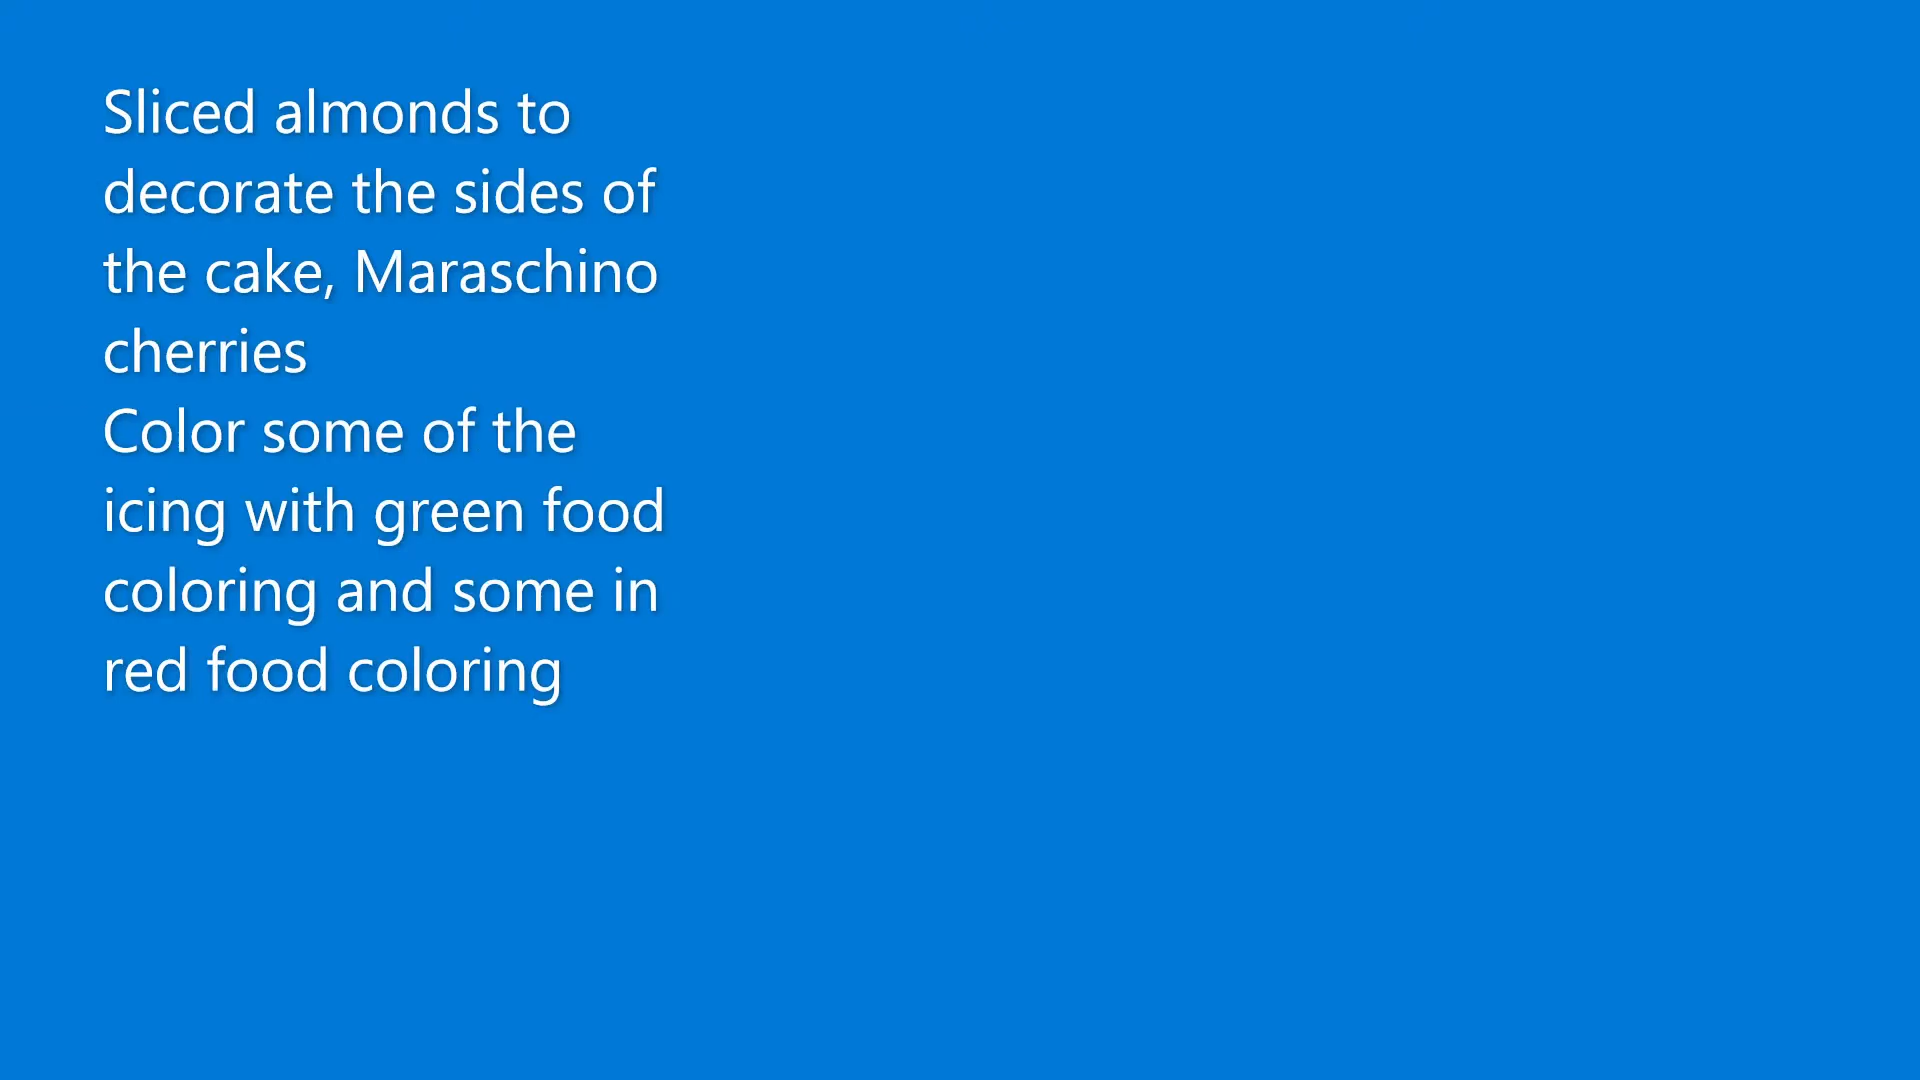 Sliced almonds to
decorate the sides of
the cake, Maraschino
cherries
Color some of the
icing with green food
coloring and some in
red food coloring